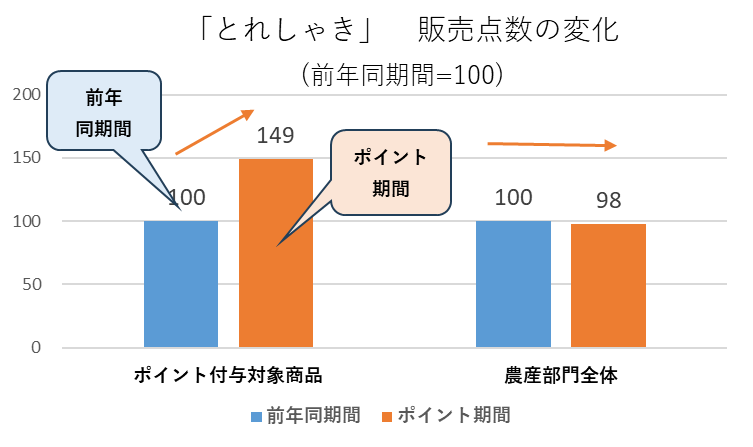 「とれしゃき」　販売点数の変化
（前年同期間=100）
前年
同期間
ポイント
期間
200
150
100
50
0
100
149
100
98
ポイント付与対象商品
農産部門全体
前年同期間
ポイント期間